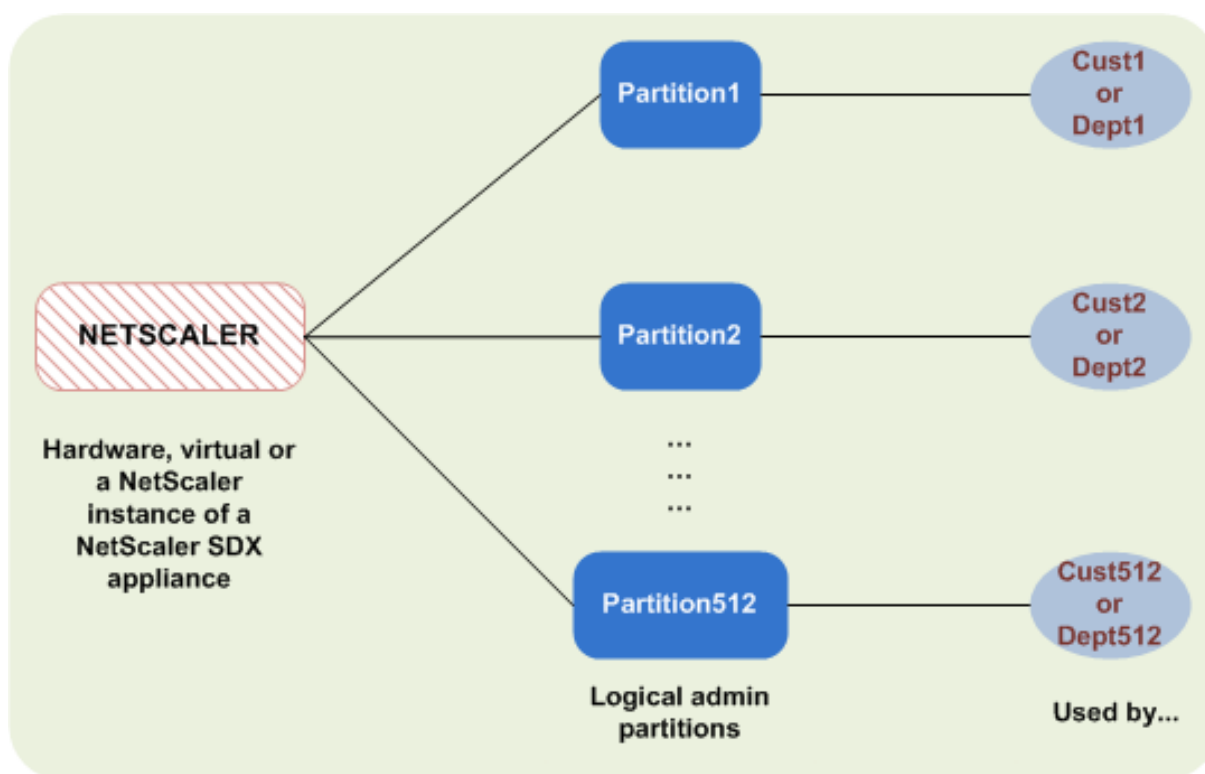 Partition1
Cust1
or
Dept1
NETSCALER
Partition2
Cust2
or
Dept2
Hardware, virtual or
a NetScaler
instance of a
NetScaler SDX
appliance
...
...
...
Partition512
Cust512
or
Dept512
Logical admin
partitions
Used by...